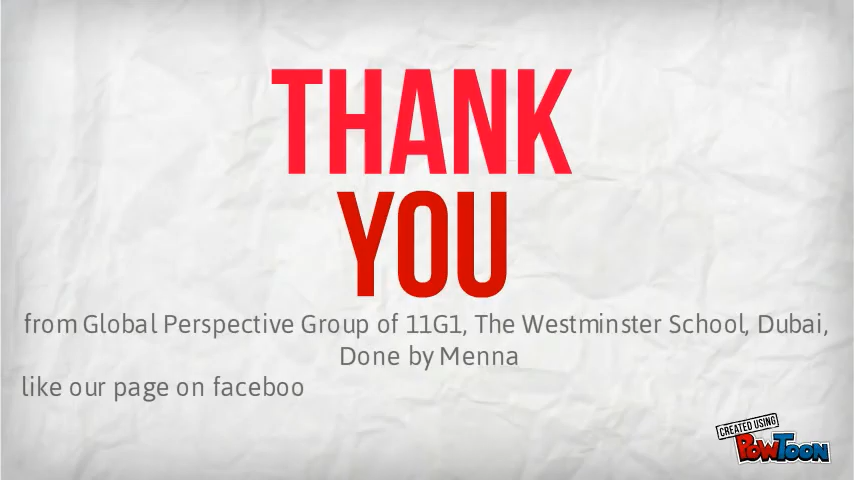 THANK
YOU
from Global Perspective Group of 11G1, The Westminster School, Dubai,
Done by Menna
like our page on faceboo
CREATED USING
POWTOON